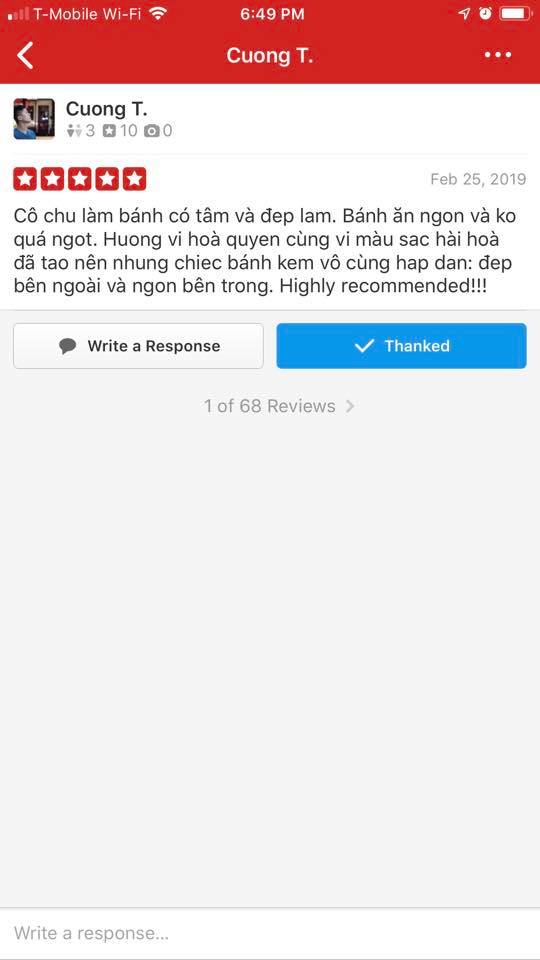 T-Mobile Wi-Fi 6:49 PM
Cuong T.
Cuong T.
3 10 0
Feb 25, 2019
Cô chu làm bánh có tâm và đep lam. Bánh ăn ngon và ko
quá ngot. Huong vi hoà quyen cùng vi màu sac hài hoà
đã tao nên nhung chiec bánh kem vô cùng hap dan: đep
bên ngoài và ngon bên trong. Highly recommended!!!
Write a Response
Thanked
1 of 68 Reviews
Write a response...